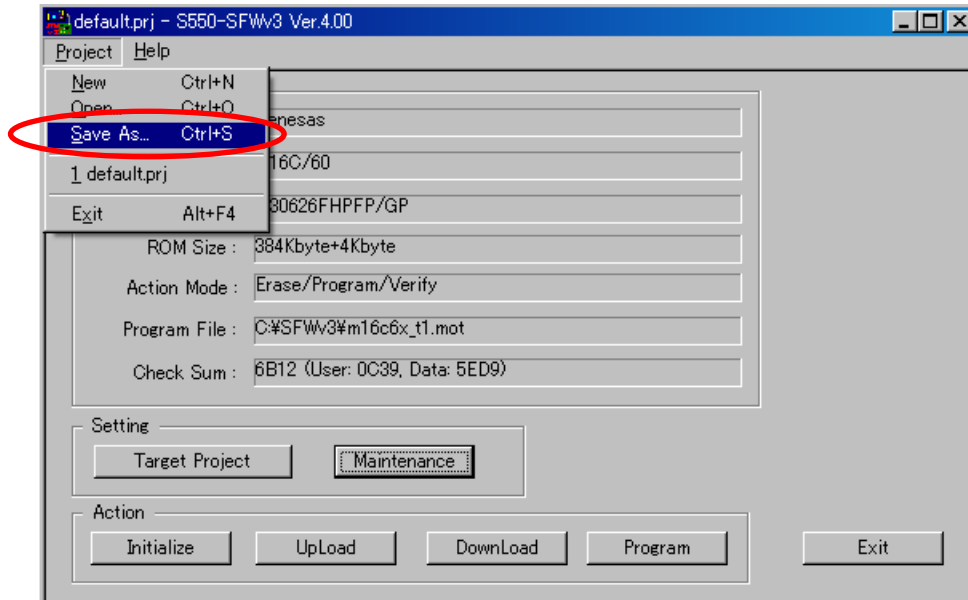 default.prj - S550-SFWv3 Ver.4.00
Project Help
New Ctrl+N
Open Ctrl+O
Save As... Ctrl+S
1 default.prj
Exit Alt+F4
enesas
16C/60
30626FHPFP/GP
ROM Size : 384Kbyte+4Kbyte
Action Mode : Erase/Program/Verify
Program File : C:¥SFWv3¥m16c6x_t1.mot
Check Sum : 6B12 (User: 0C39, Data: 5ED9)
Setting
Target Project Maintenance
Action
Initialize UpLoad DownLoad Program Exit